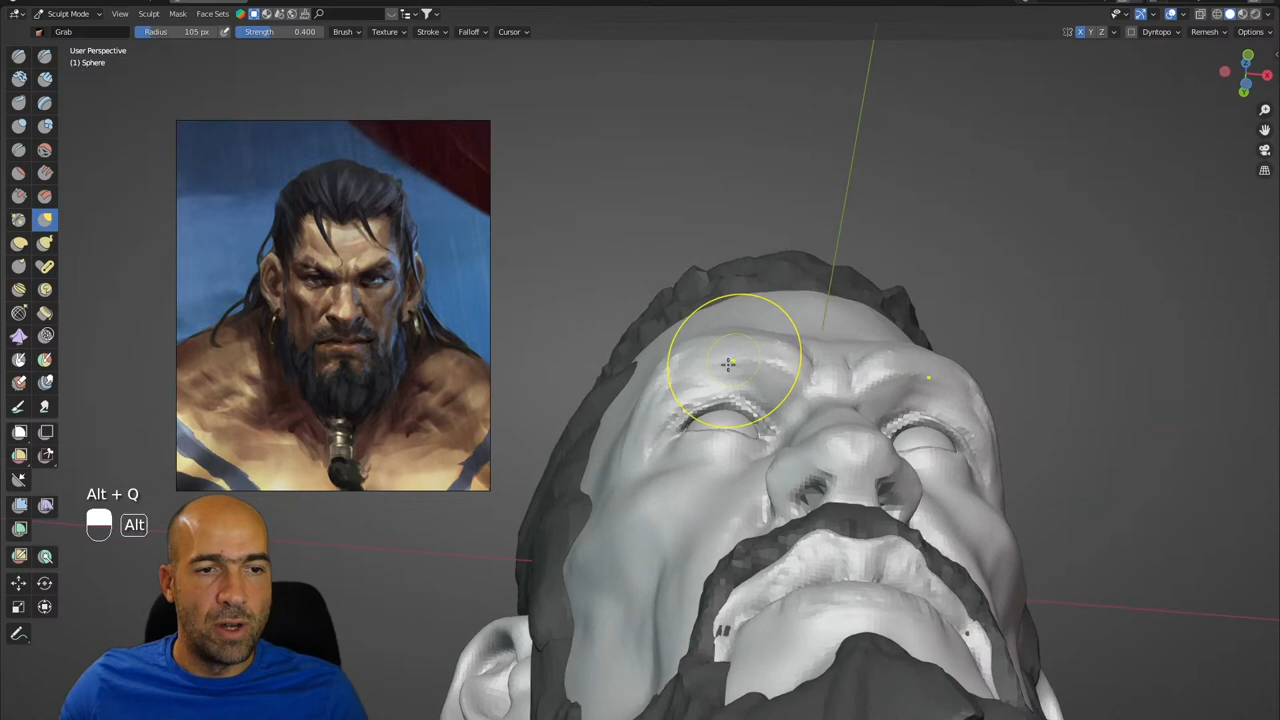 Sculpt Mode View Sculpt Mask Face Sets
Grab Radius 105 px Strength 0.400 Brush Texture Stroke Falloff Cursor X Y Z Dyntopo Remesh Options
User Perspective
(1) Sphere
Alt + Q
Alt